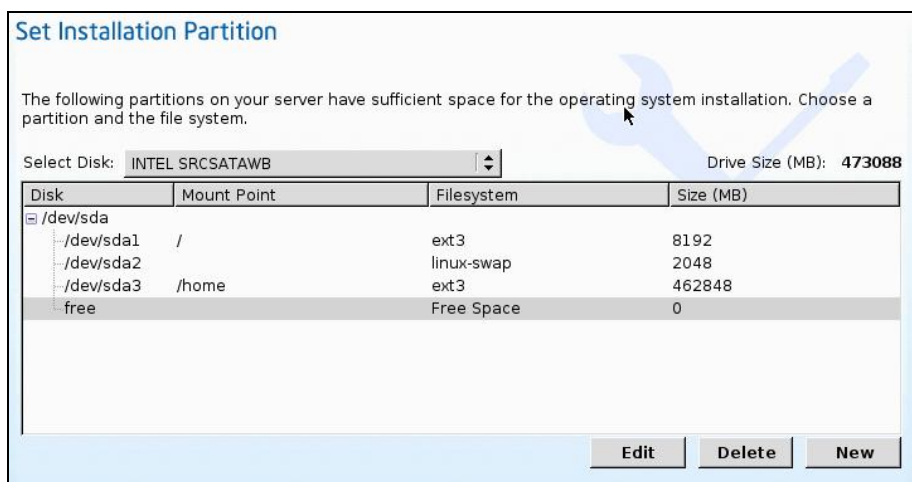 Set Installation Partition
The following partitions on your server have sufficient space for the operating system installation. Choose a
partition and the file system.
Select Disk: INTEL SRCSATAWB Drive Size (MB): 473088
Disk Mount Point Filesystem Size (MB)
/dev/sda
/dev/sda1 / ext3 8192
/dev/sda2 linux-swap 2048
/dev/sda3 /home ext3 462848
free Free Space 0
Edit Delete New